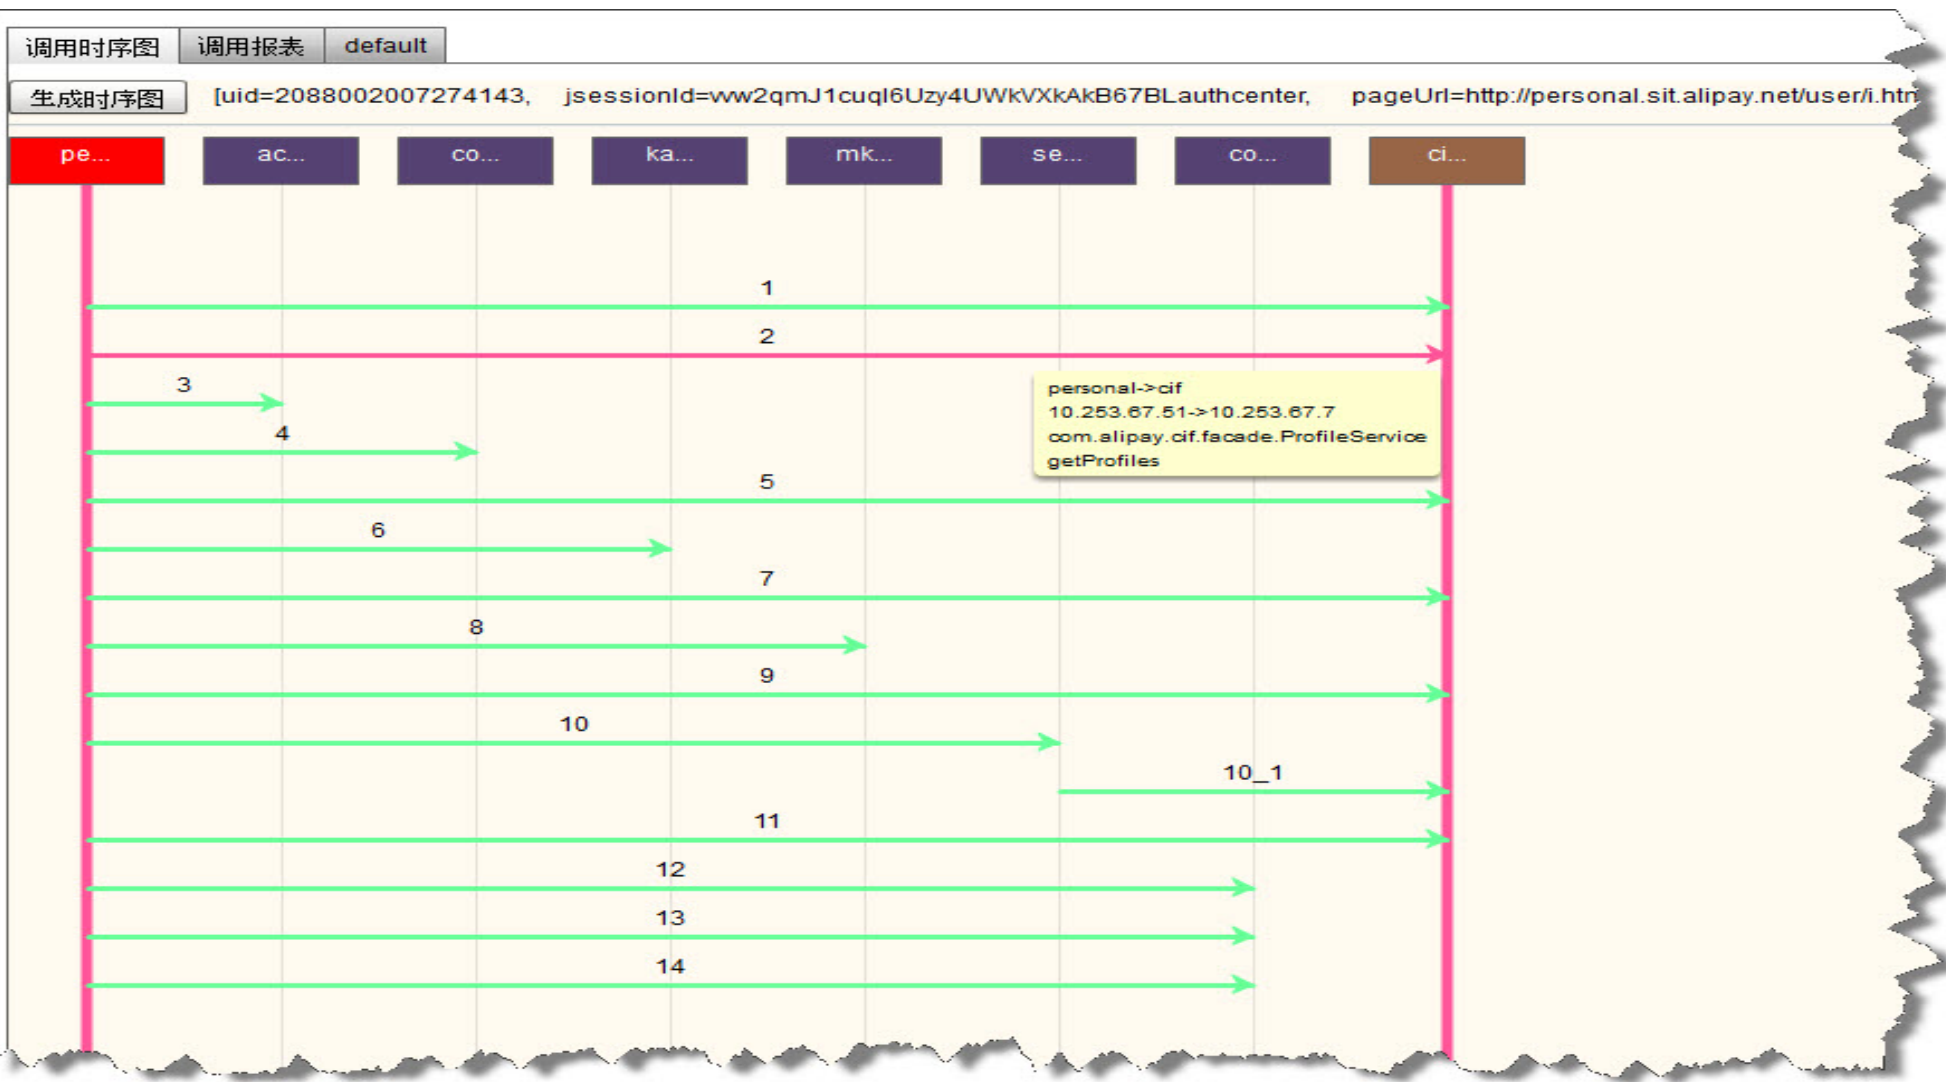 调用时序图 调用报表 default
生成时序图 [uid=2088002007274143, jsessionId=ww2qmJ1cuql6Uzy4UWkVXkAkB67BLauthcenter, pageUrl=http://personal.sit.alipay.net/user/i.htm
pe... ac... co... ka... mk... se... co... ci...
1
2
3
personal->cif
10.253.67.51->10.253.67.7
com.alipay.cif.facade.ProfileService
getProfiles
4
5
6
7
8
9
10
10_1
11
12
13
14